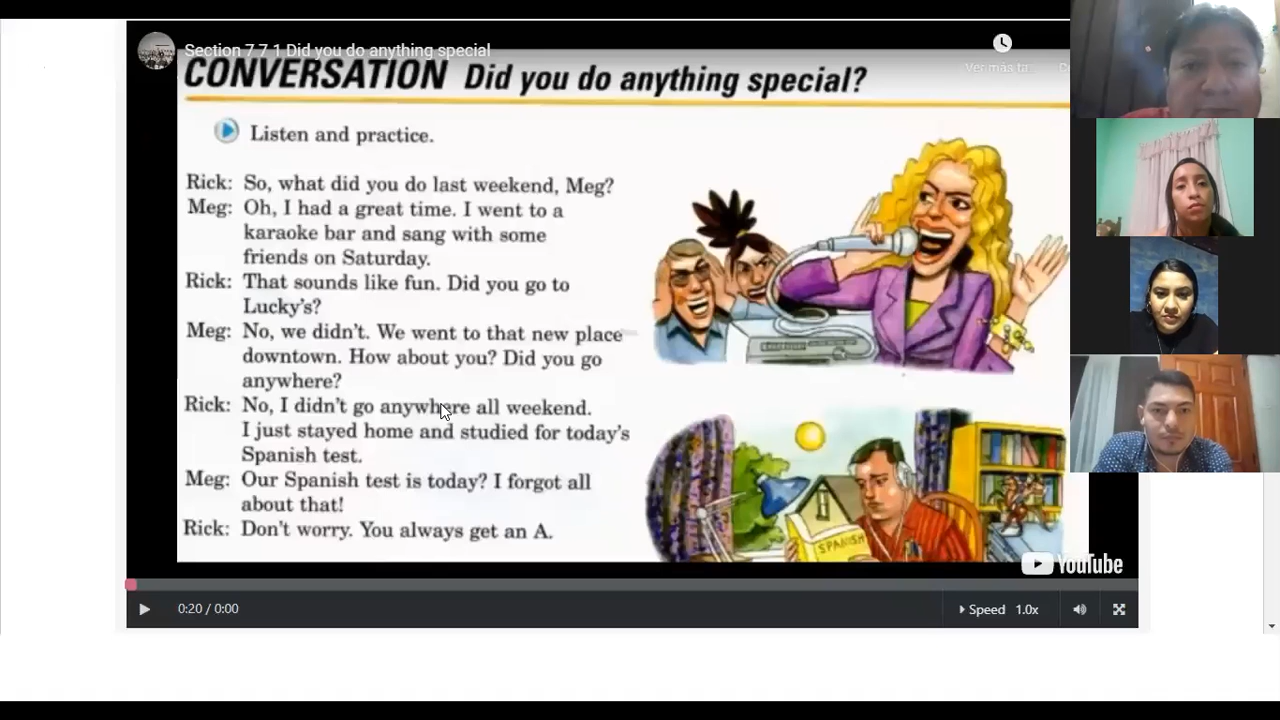 Section 7 7 1 Did you do anything special
CONVERSATION Did you do anything special?
Ver más ta...
Listen and practice.
Rick: So, what did you do last weekend, Meg?
Meg: Oh, I had a great time. I went to a
karaoke bar and sang with some
friends on Saturday.
Rick: That sounds like fun. Did you go to
Lucky's?
Meg: No, we didn't. We went to that new place
downtown. How about you? Did you go
anywhere?
Rick: No, I didn't go anywhere all weekend.
I just stayed home and studied for today's
Spanish test.
Meg: Our Spanish test is today? I forgot all
about that!
Rick: Don't worry. You always get an A.
SPANISH
YouTube
0:20 / 0:00
Speed 1.0x